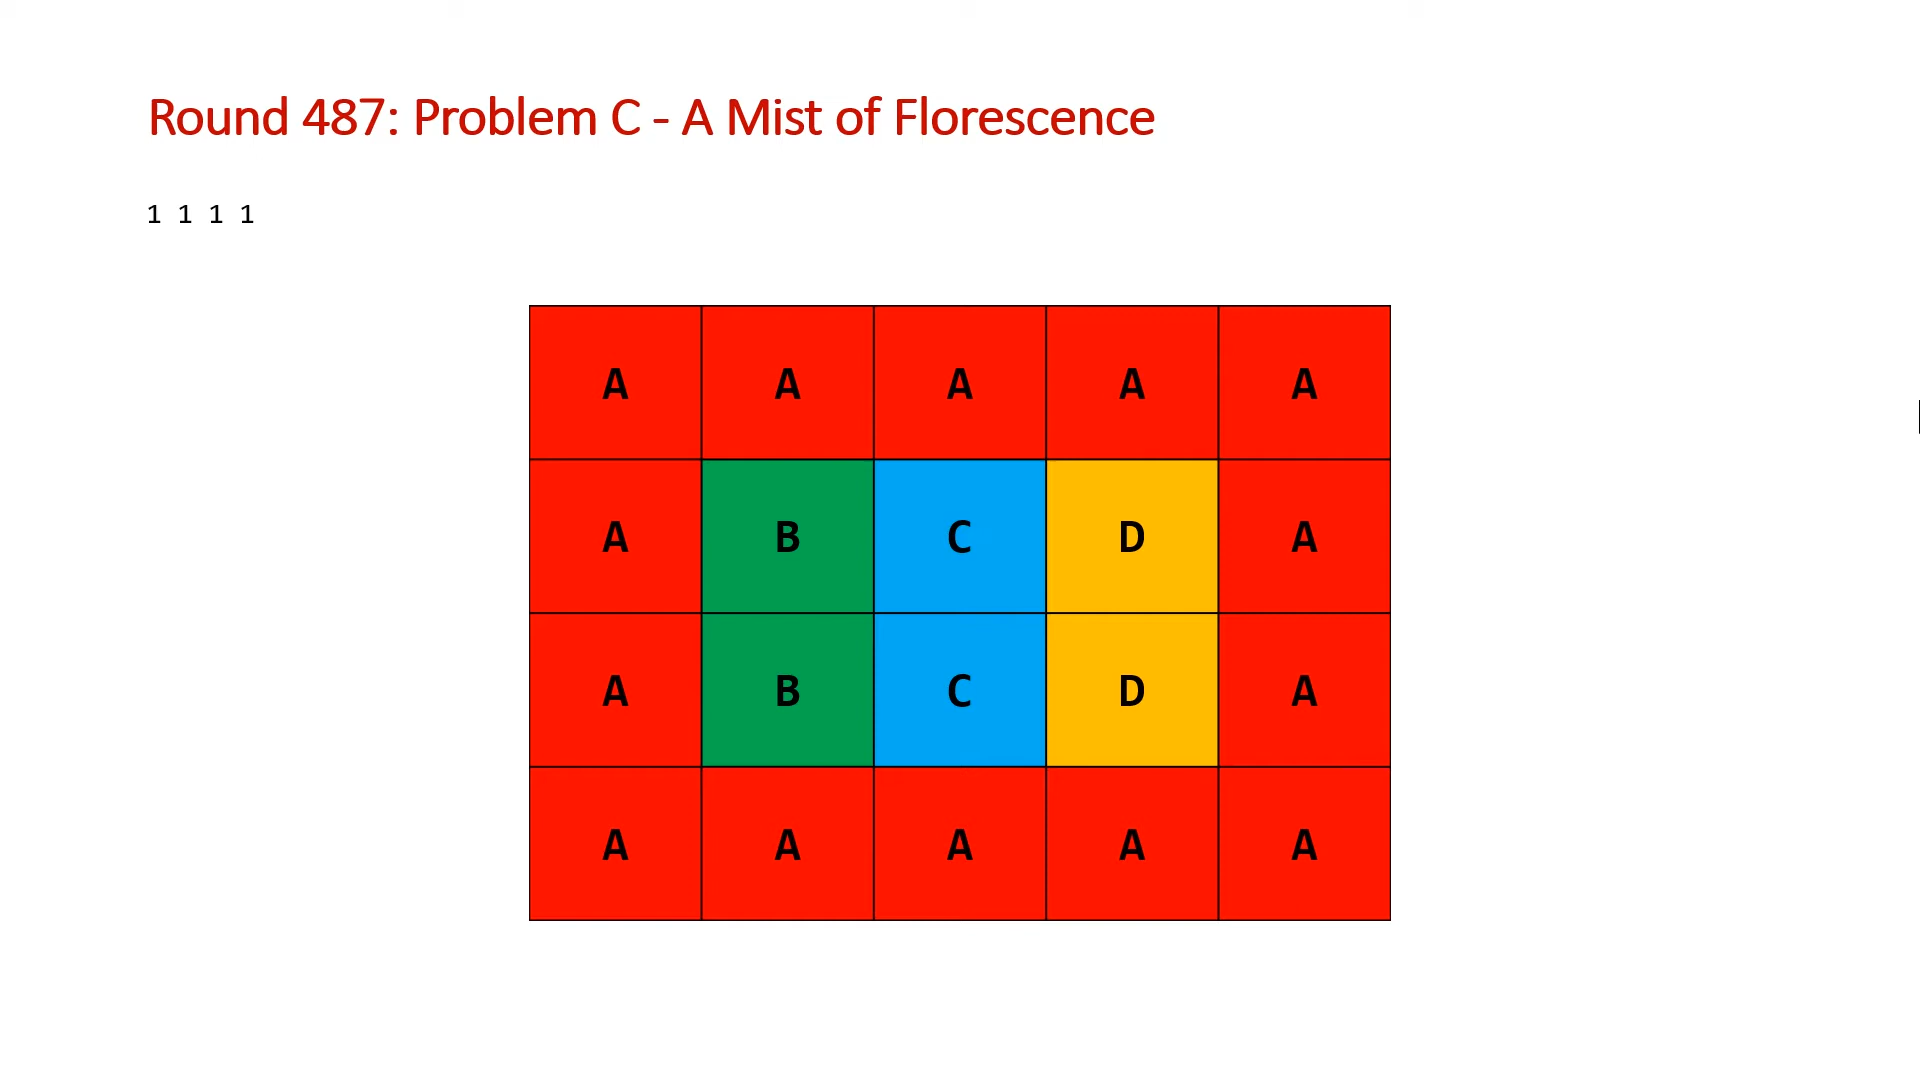 Round 487: Problem C - A Mist of Florescence
1 1 1 1
A A A A A
A B C D A
A B C D A
A A A A A